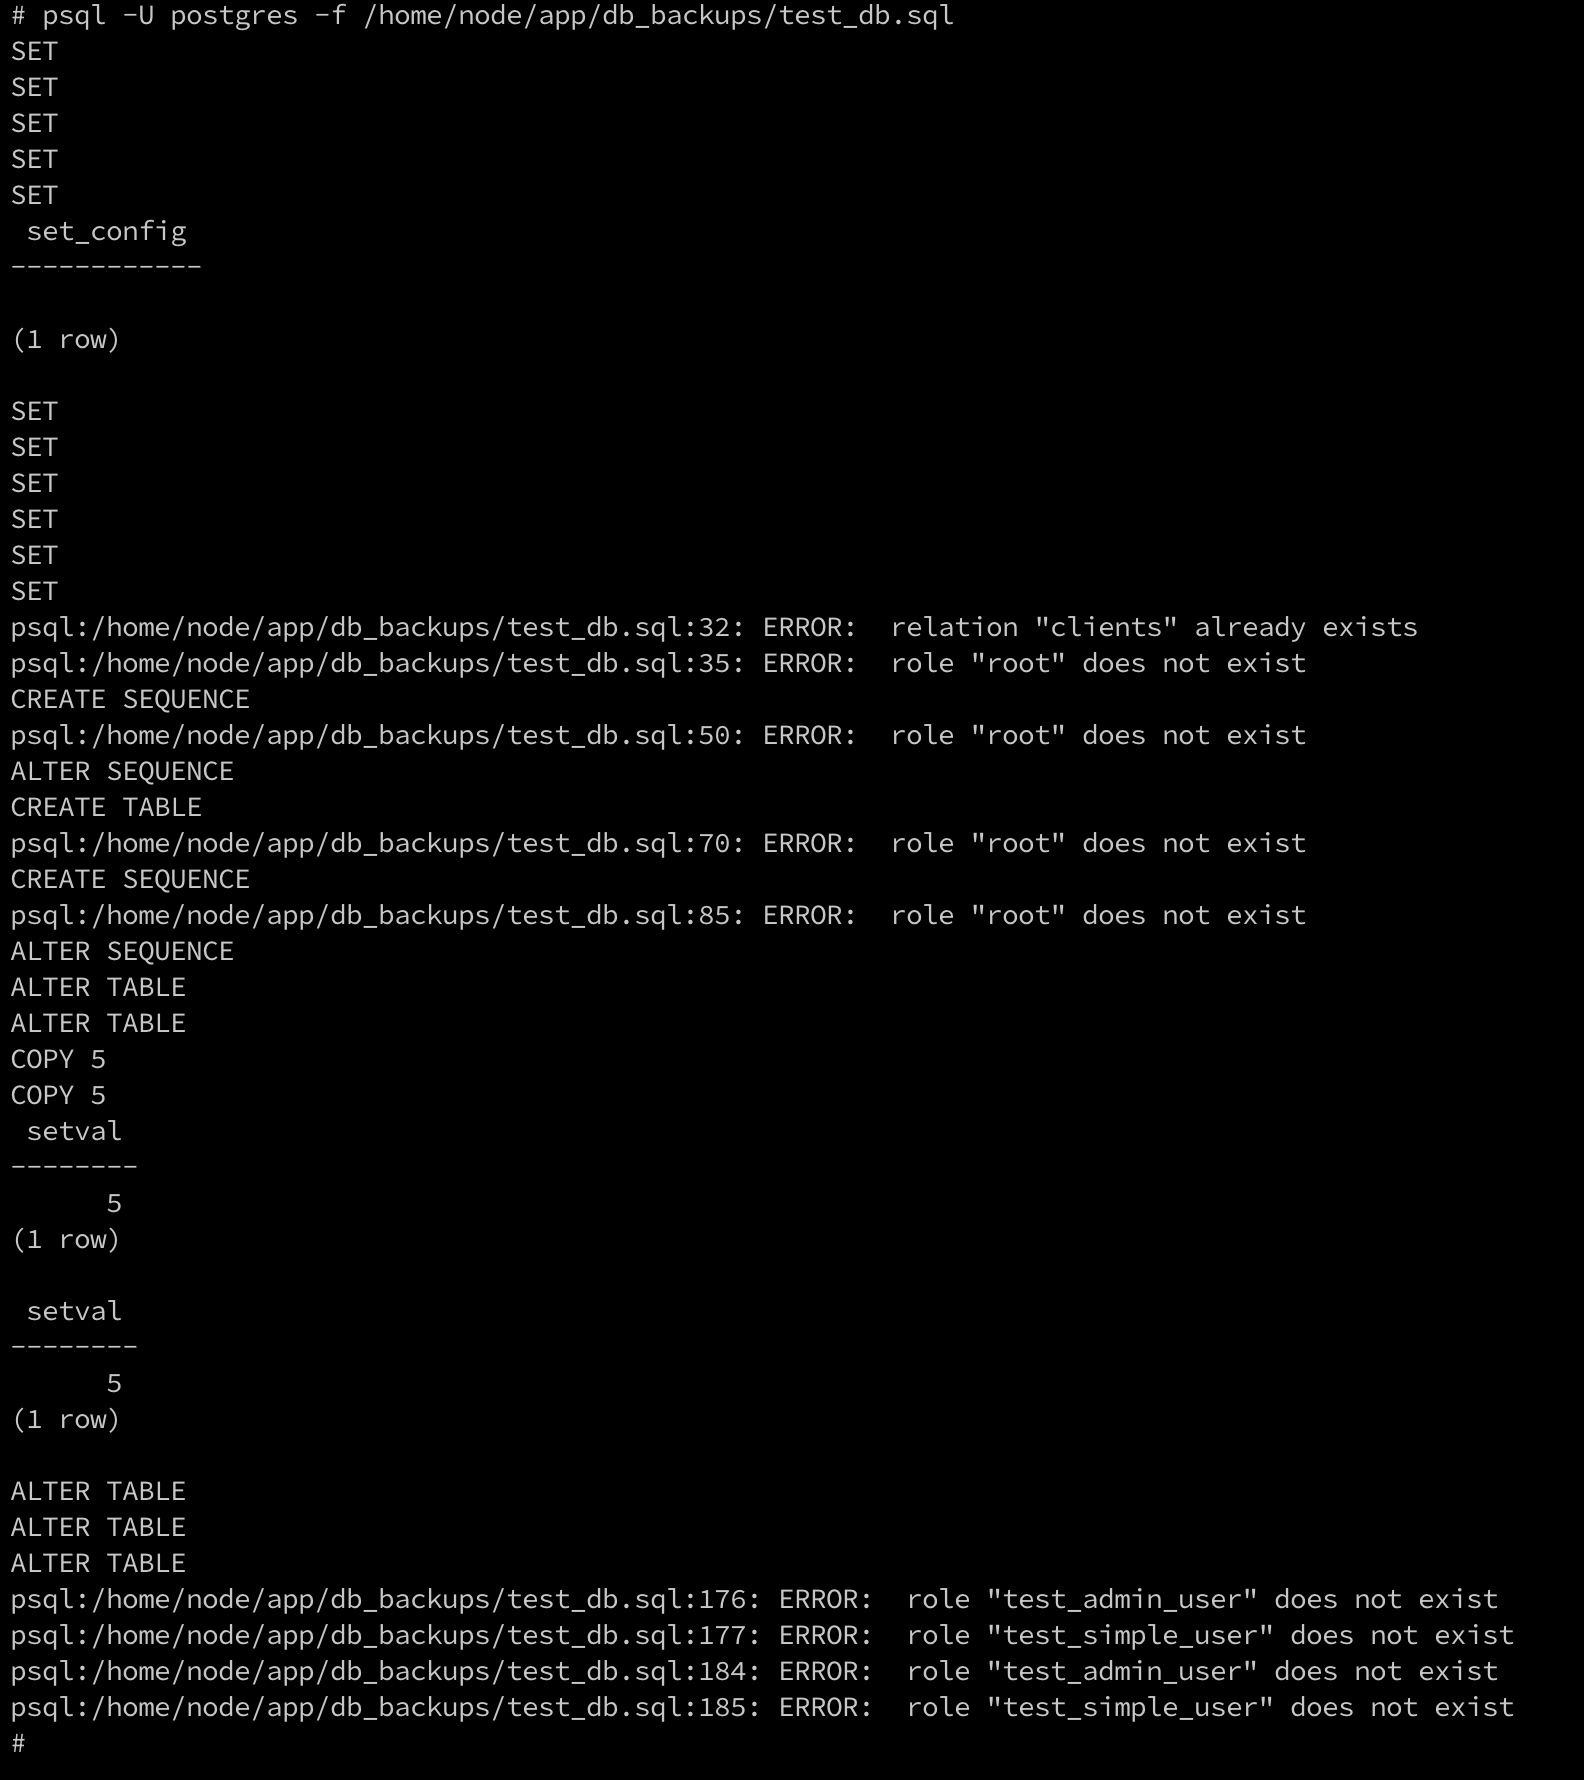 # psql -U postgres -f /home/node/app/db_backups/test_db.sql
SET
SET
SET
SET
SET
 set_config
------------

(1 row)

SET
SET
SET
SET
SET
SET
psql:/home/node/app/db_backups/test_db.sql:32: ERROR:  relation "clients" already exists
psql:/home/node/app/db_backups/test_db.sql:35: ERROR:  role "root" does not exist
CREATE SEQUENCE
psql:/home/node/app/db_backups/test_db.sql:50: ERROR:  role "root" does not exist
ALTER SEQUENCE
CREATE TABLE
psql:/home/node/app/db_backups/test_db.sql:70: ERROR:  role "root" does not exist
CREATE SEQUENCE
psql:/home/node/app/db_backups/test_db.sql:85: ERROR:  role "root" does not exist
ALTER SEQUENCE
ALTER TABLE
ALTER TABLE
COPY 5
COPY 5
 setval
--------
      5
(1 row)

 setval
--------
      5
(1 row)

ALTER TABLE
ALTER TABLE
ALTER TABLE
psql:/home/node/app/db_backups/test_db.sql:176: ERROR:  role "test_admin_user" does not exist
psql:/home/node/app/db_backups/test_db.sql:177: ERROR:  role "test_simple_user" does not exist
psql:/home/node/app/db_backups/test_db.sql:184: ERROR:  role "test_admin_user" does not exist
psql:/home/node/app/db_backups/test_db.sql:185: ERROR:  role "test_simple_user" does not exist
#